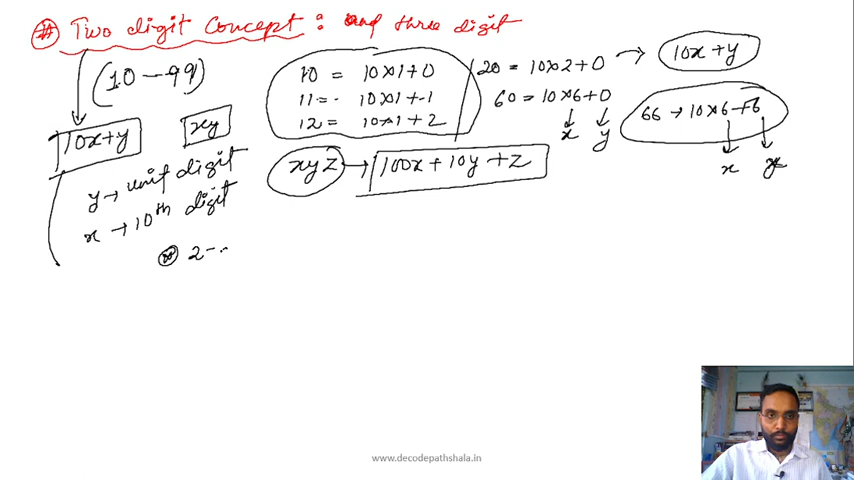 # Two digit Concept : and three digit
(10 – 99)
10x+y
xy
y → unit digit
x → 10th digit
* 2-
10 = 10×1+0
11 = 10×1+1
12 = 10×1+2
20 = 10×2+0 → 10x+y
60 = 10×6+0
x y
66 → 10×6+6
x y
xyz → 100x + 10y + z
www.decodepathshala.in